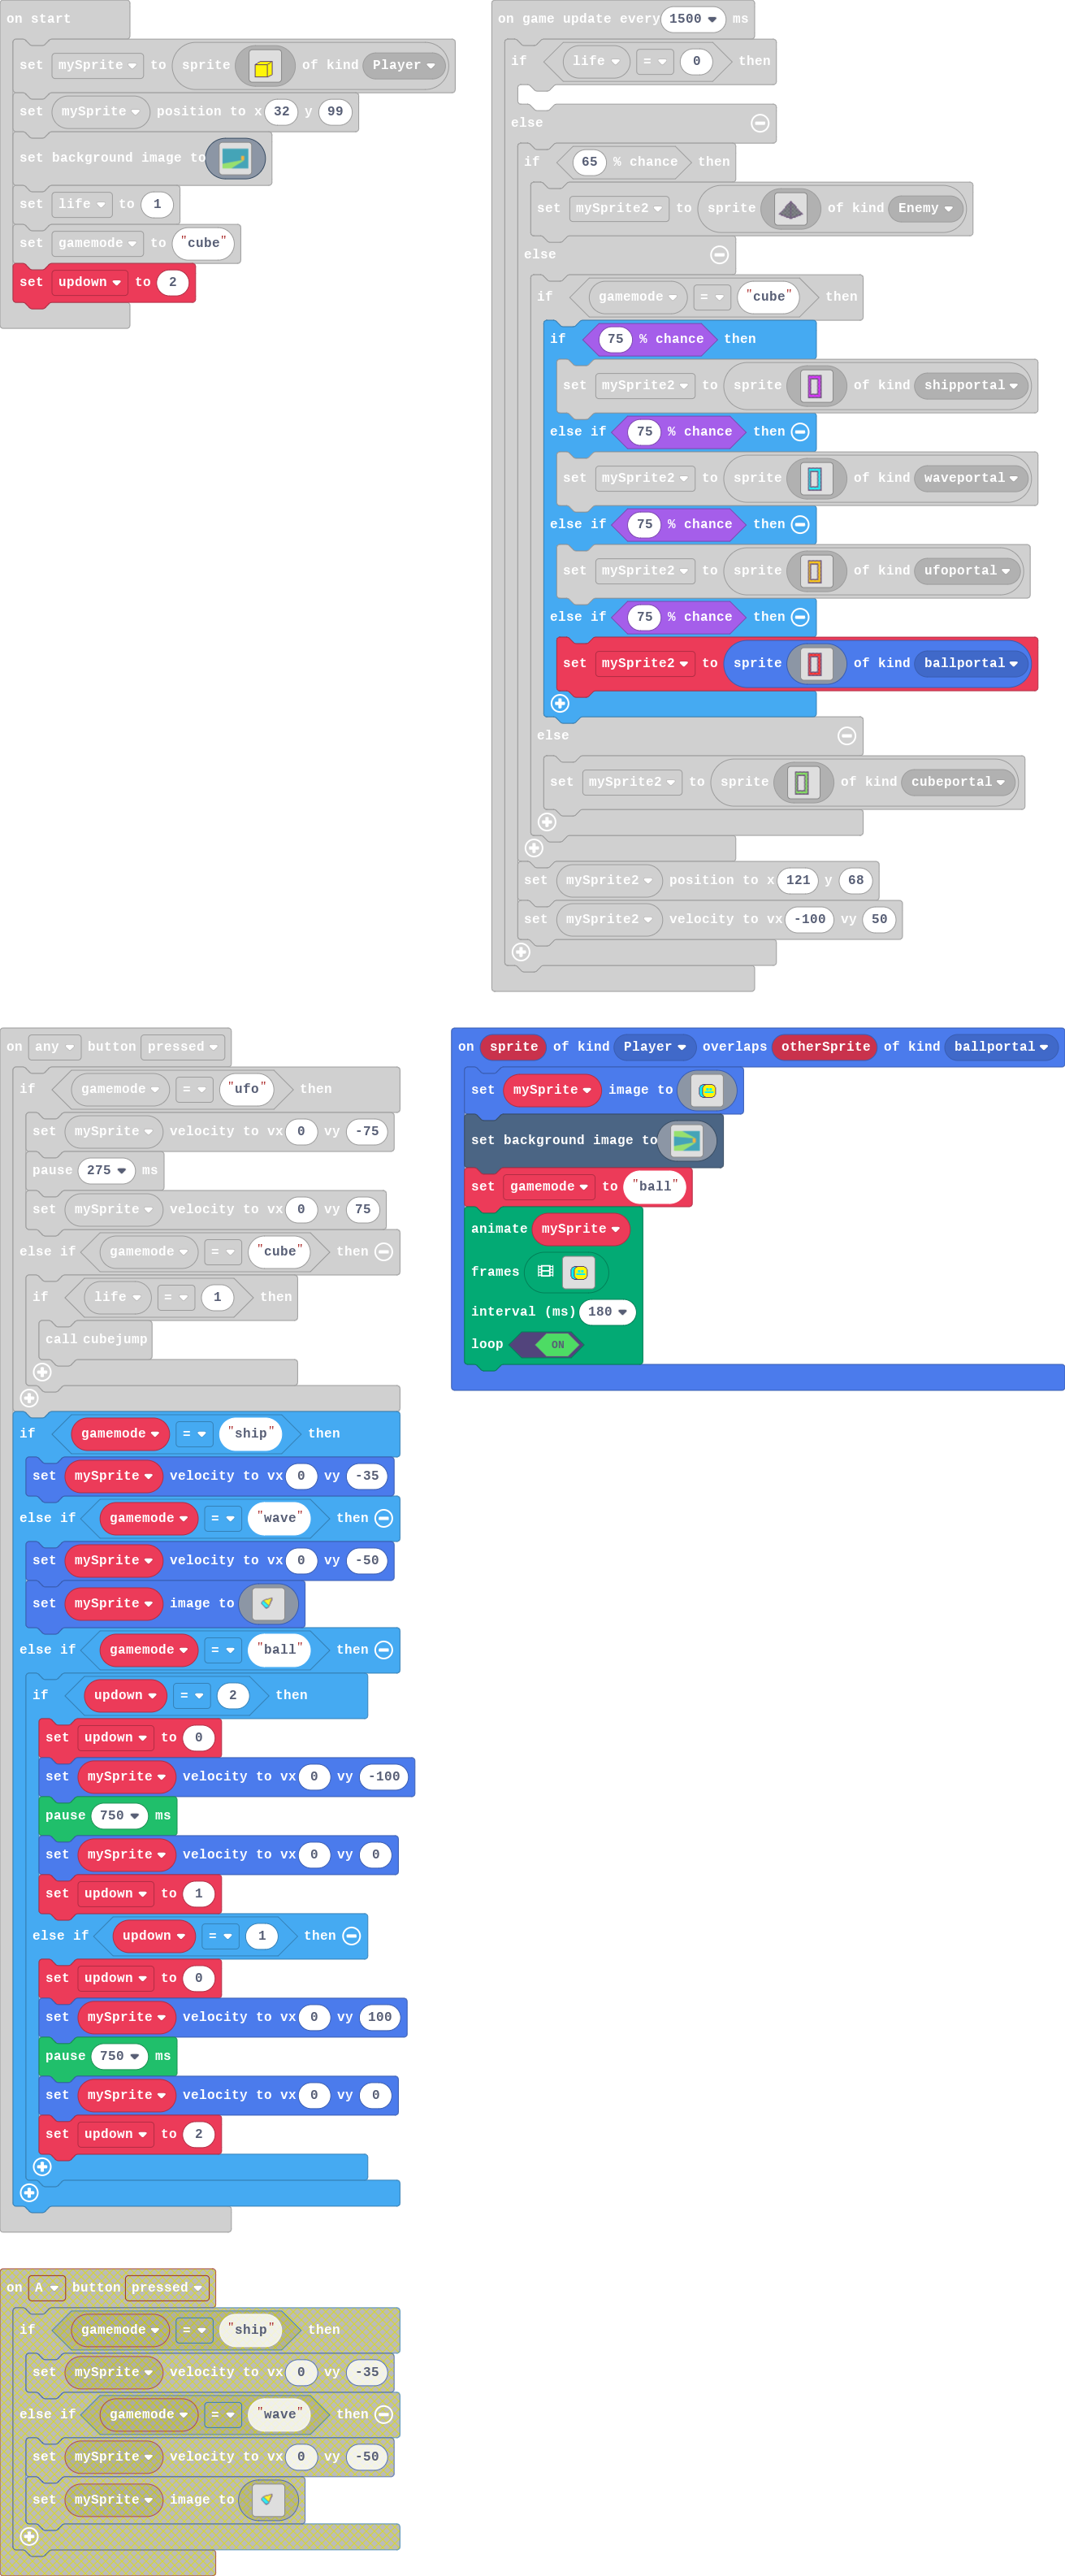 on start
set mySprite to sprite of kind Player
set mySprite position to x 32 y 99
set background image to
set life to 1
set gamemode to "cube"
set updown to 2
on game update every 1500 ms
if life = 0 then
else
if 65 % chance then
set mySprite2 to sprite of kind Enemy
else
if gamemode = "cube" then
if 75 % chance then
set mySprite2 to sprite of kind shipportal
else if 75 % chance then
set mySprite2 to sprite of kind waveportal
else if 75 % chance then
set mySprite2 to sprite of kind ufoportal
else if 75 % chance then
set mySprite2 to sprite of kind ballportal
else
set mySprite2 to sprite of kind cubeportal
set mySprite2 position to x 121 y 68
set mySprite2 velocity to vx -100 vy 50
on any button pressed
if gamemode = "ufo" then
set mySprite velocity to vx 0 vy -75
pause 275 ms
set mySprite velocity to vx 0 vy 75
else if gamemode = "cube" then
if life = 1 then
call cubejump
if gamemode = "ship" then
set mySprite velocity to vx 0 vy -35
else if gamemode = "wave" then
set mySprite velocity to vx 0 vy -50
set mySprite image to
else if gamemode = "ball" then
if updown = 2 then
set updown to 0
set mySprite velocity to vx 0 vy -100
pause 750 ms
set mySprite velocity to vx 0 vy 0
set updown to 1
else if updown = 1 then
set updown to 0
set mySprite velocity to vx 0 vy 100
pause 750 ms
set mySprite velocity to vx 0 vy 0
set updown to 2
on sprite of kind Player overlaps otherSprite of kind ballportal
set mySprite image to
set background image to
set gamemode to "ball"
animate mySprite
frames
interval (ms) 180
loop ON
on A button pressed
if gamemode = "ship" then
set mySprite velocity to vx 0 vy -35
else if gamemode = "wave" then
set mySprite velocity to vx 0 vy -50
set mySprite image to